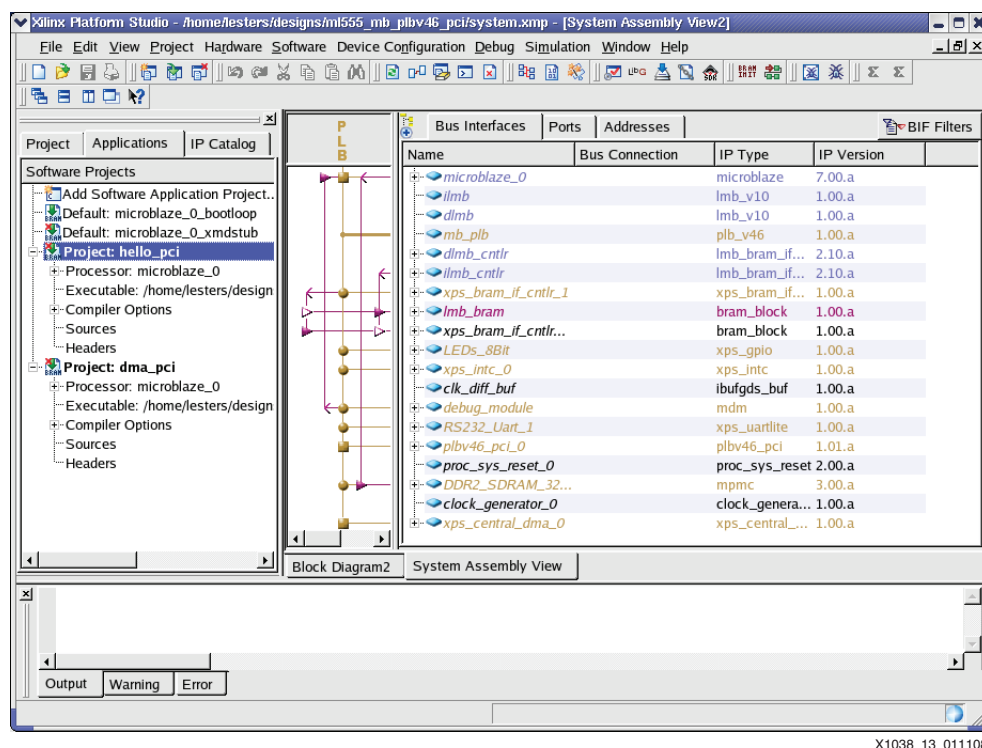 Xilinx Platform Studio - /home/lesters/designs/ml555_mb_plbv46_pci/system.xmp - [System Assembly View2]
File Edit View Project Hardware Software Device Configuration Debug Simulation Window Help
Project Applications IP Catalog
Software Projects
Add Software Application Project..
Default: microblaze_0_bootloop
Default: microblaze_0_xmdstub
Project: hello_pci
Processor: microblaze_0
Executable: /home/lesters/design
Compiler Options
Sources
Headers
Project: dma_pci
Processor: microblaze_0
Executable: /home/lesters/design
Compiler Options
Sources
Headers
PLB
Bus Interfaces Ports Addresses BIF Filters
Name Bus Connection IP Type IP Version
microblaze_0 microblaze 7.00.a
ilmb lmb_v10 1.00.a
dlmb lmb_v10 1.00.a
mb_plb plb_v46 1.00.a
dlmb_cntlr lmb_bram_if... 2.10.a
ilmb_cntlr lmb_bram_if... 2.10.a
xps_bram_if_cntlr_1 xps_bram_if... 1.00.a
lmb_bram bram_block 1.00.a
xps_bram_if_cntlr... bram_block 1.00.a
LEDs_8Bit xps_gpio 1.00.a
xps_intc_0 xps_intc 1.00.a
clk_diff_buf ibufgds_buf 1.00.a
debug_module mdm 1.00.a
RS232_Uart_1 xps_uartlite 1.00.a
plbv46_pci_0 plbv46_pci 1.01.a
proc_sys_reset_0 proc_sys_reset 2.00.a
DDR2_SDRAM_32... mpmc 3.00.a
clock_generator_0 clock_genera... 1.00.a
xps_central_dma_0 xps_central_... 1.00.a
Block Diagram2 System Assembly View
Output Warning Error
X1038_13_011108